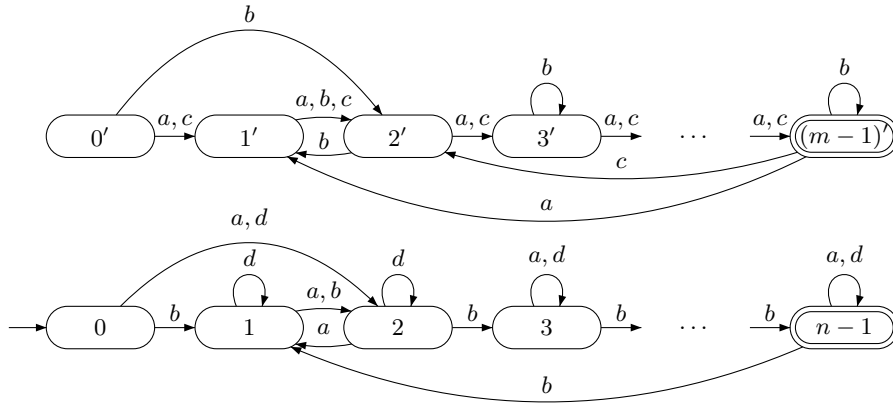 b
b b
a, c a, b, c a, c a, c a, c
0′ 1′ 2′ 3′ ... (m − 1)′
b
c
a
a, d
d d a, d a, d
a, b
b a b b b
0 1 2 3 ... n − 1
b